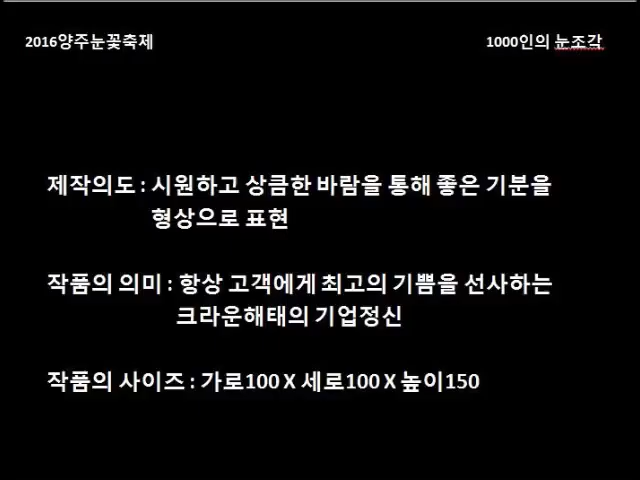 2016양주눈꽃축제
1000인의 눈조각
제작의도 : 시원하고 상큼한 바람을 통해 좋은 기분을
형상으로 표현
작품의 의미 : 항상 고객에게 최고의 기쁨을 선사하는
크라운해태의 기업정신
작품의 사이즈 : 가로100 X 세로100 X 높이150